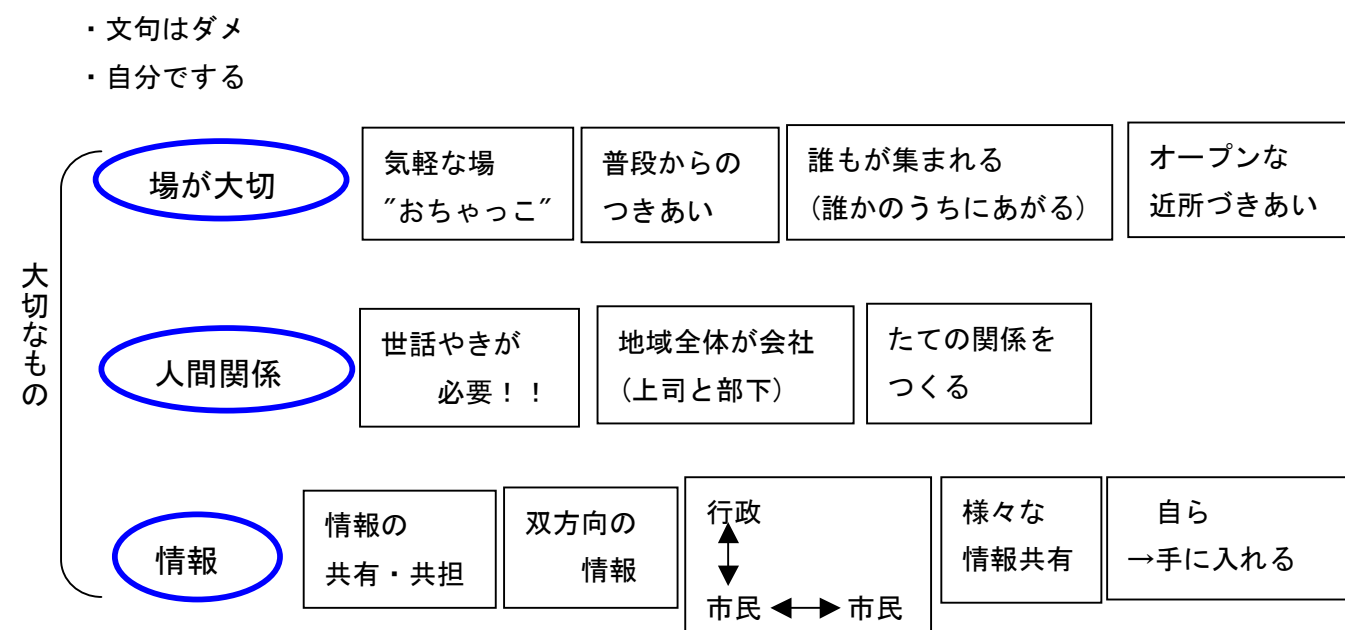 ・文句はダメ
・自分でする
大切なもの
場が大切
気軽な場
″おちゃっこ″
普段からの
つきあい
誰もが集まれる
(誰かのうちにあがる)
オープンな
近所づきあい
人間関係
世話やきが
必要！！
地域全体が会社
(上司と部下)
たての関係を
つくる
情報
情報の
共有・共担
双方向の
情報
行政
市民 市民
様々な
情報共有
自ら
→手に入れる